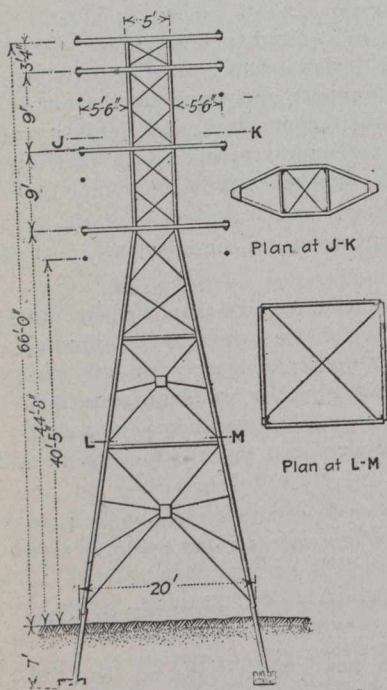 5'
3'4"
9'
5'-6"
5'-6"
J
K
9'
Plan at J-K
66'-0"
44'-8"
40'-5"
L
M
Plan at L-M
20'
7'